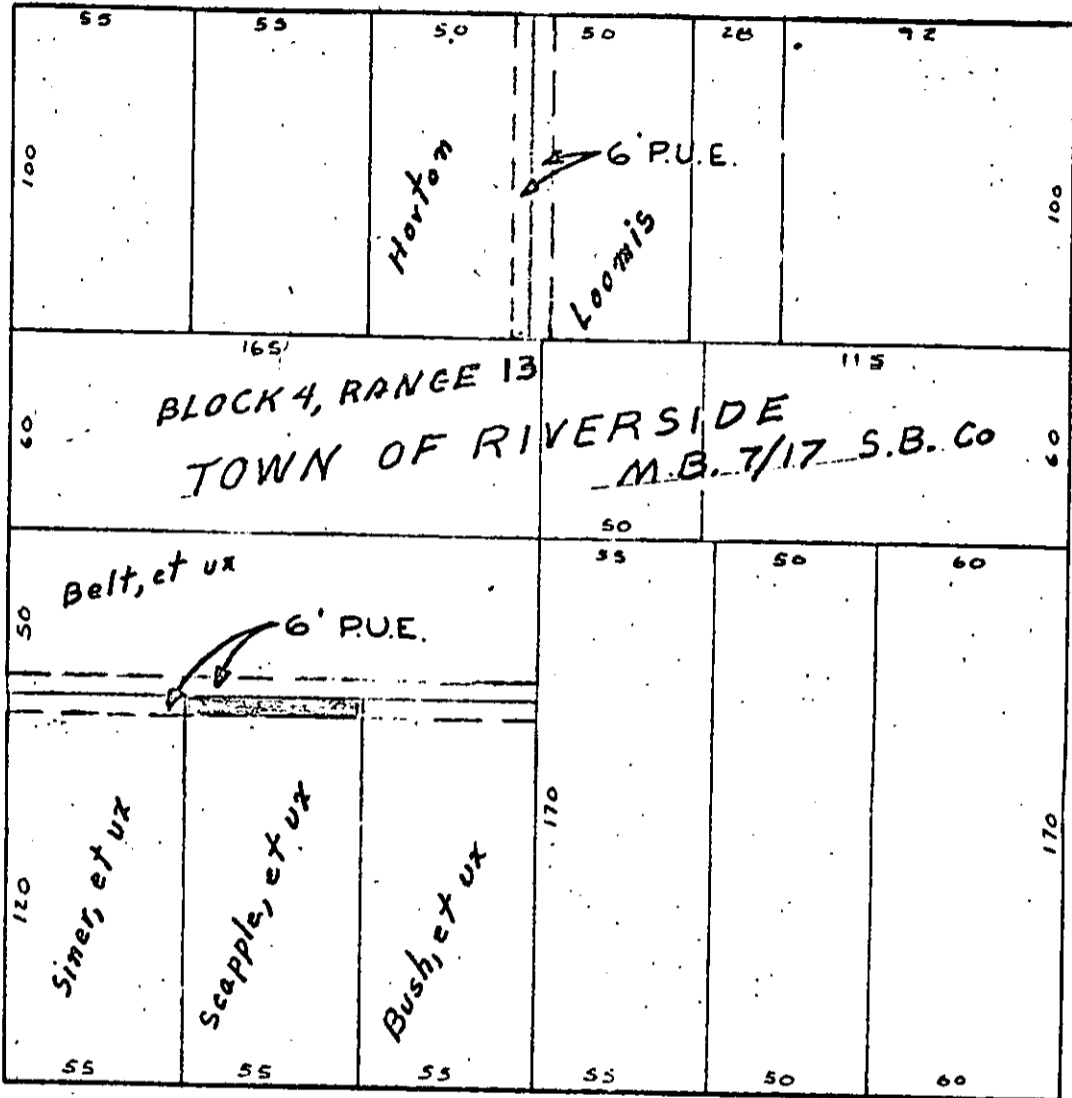 55 55 50 50 28 92
100
Horton
6' P.U.E.
Loomis
100
165'
BLOCK 4, RANGE 13
TOWN OF RIVERSIDE
M.B. 7/17 S.B. Co
115
60
60
50
Belt, et ux
50
6' P.U.E.
55 50 60
120
Siner, et ux
Scapple, et ux
Bush, et ux
170
170
55 55 55 55 50 60